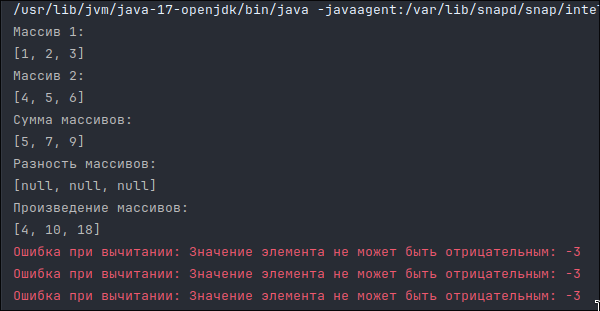 /usr/lib/jvm/java-17-openjdk/bin/java -javaagent:/var/lib/snapd/snap/inte
Массив 1:
[1, 2, 3]
Массив 2:
[4, 5, 6]
Сумма массивов:
[5, 7, 9]
Разность массивов:
[null, null, null]
Произведение массивов:
[4, 10, 18]
Ошибка при вычитании: Значение элемента не может быть отрицательным: -3
Ошибка при вычитании: Значение элемента не может быть отрицательным: -3
Ошибка при вычитании: Значение элемента не может быть отрицательным: -3